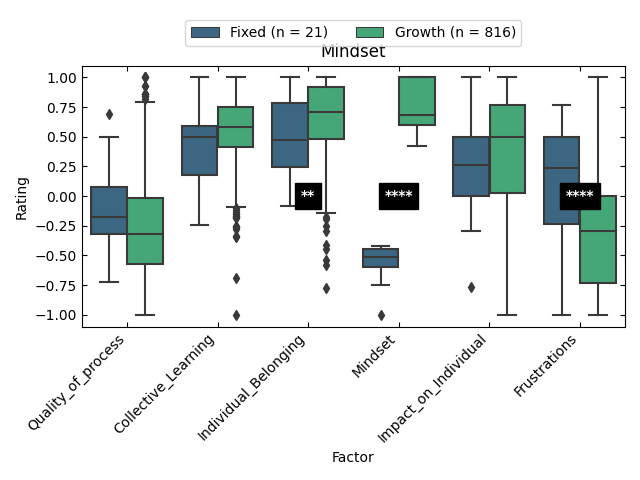 Fixed (n = 21)
Growth (n = 816)
Mindset
1.00
0.75
0.50
0.25
0.00
−0.25
−0.50
−0.75
−1.00
Rating
**
****
****
Quality_of_process
Collective_Learning
Individual_Belonging
Mindset
Impact_on_Individual
Frustrations
Factor